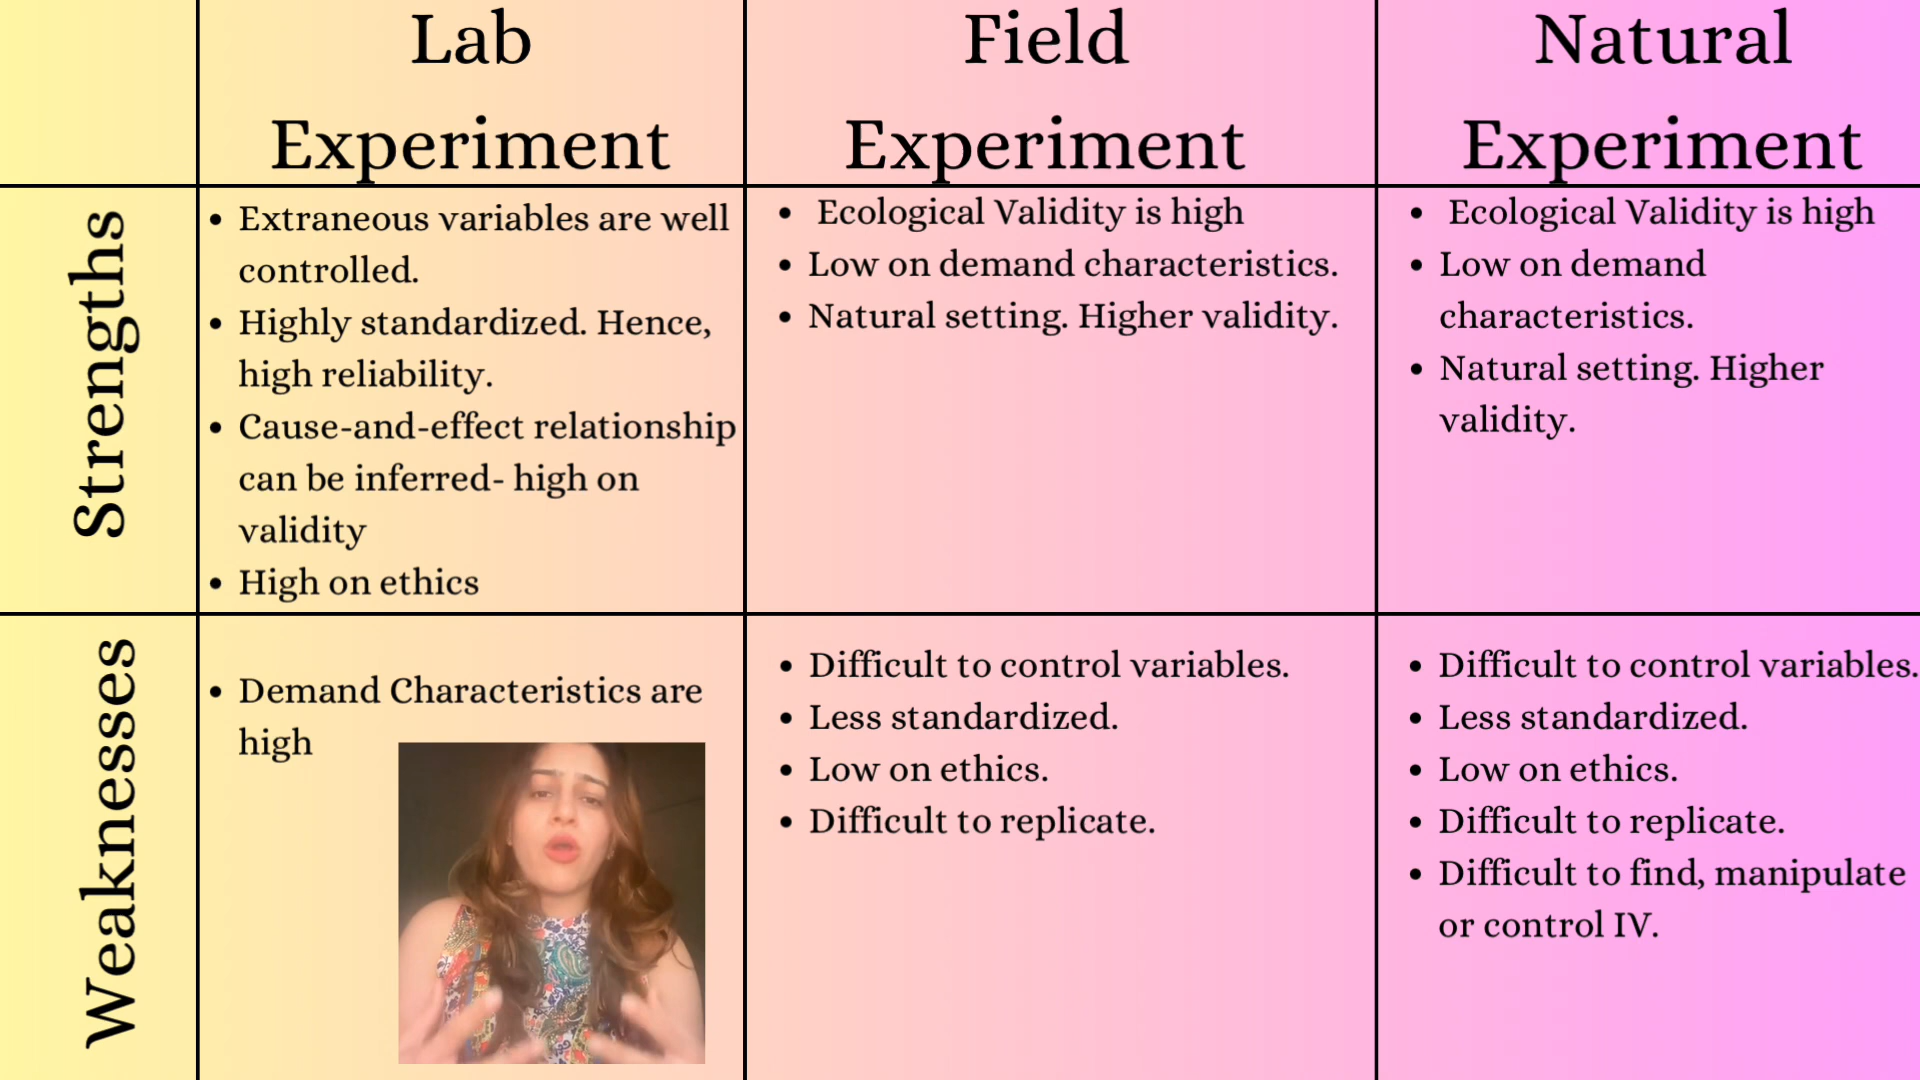 Lab
Experiment
Field
Experiment
Natural
Experiment
Strengths
• Extraneous variables are well
controlled.
• Highly standardized. Hence,
high reliability.
• Cause-and-effect relationship
can be inferred- high on
validity
• High on ethics
• Ecological Validity is high
• Low on demand characteristics.
• Natural setting. Higher validity.
• Ecological Validity is high
• Low on demand
characteristics.
• Natural setting. Higher
validity.
Weaknesses
• Demand Characteristics are
high
• Difficult to control variables.
• Less standardized.
• Low on ethics.
• Difficult to replicate.
• Difficult to control variables.
• Less standardized.
• Low on ethics.
• Difficult to replicate.
• Difficult to find, manipulate
or control IV.